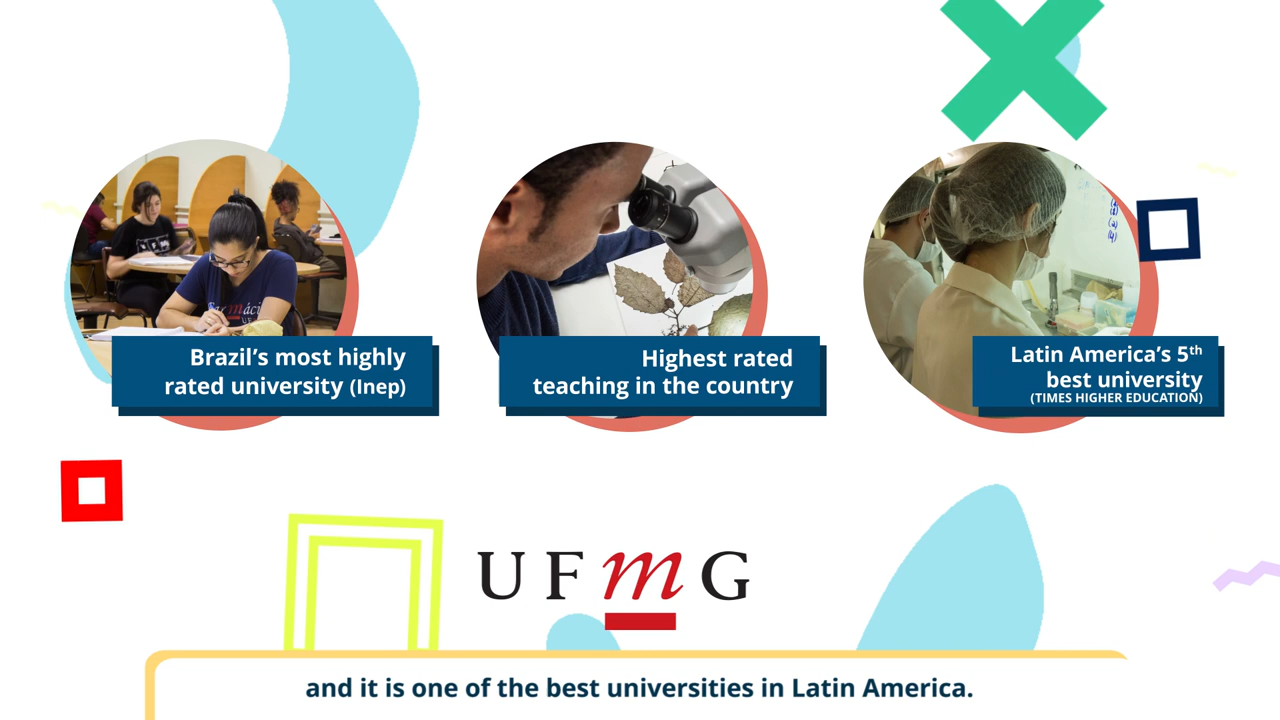 Brazil’s most highly
rated university (Inep)
Highest rated
teaching in the country
Latin America’s 5th
best university
(TIMES HIGHER EDUCATION)
UFmG
and it is one of the best universities in Latin America.